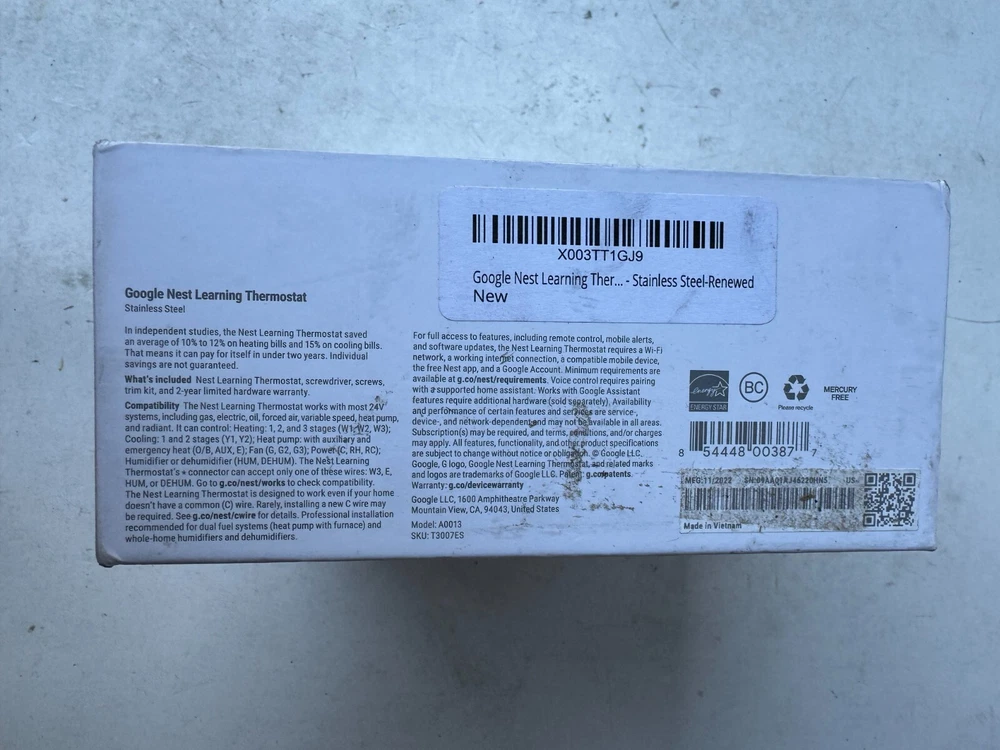 X003TT1GJ9
Google Nest Learning Ther... - Stainless Steel-Renewed
New
Google Nest Learning Thermostat
Stainless Steel
In independent studies, the Nest Learning Thermostat saved
an average of 10% to 12% on heating bills and 15% on cooling bills.
That means it can pay for itself in under two years. Individual
savings are not guaranteed.
What's included Nest Learning Thermostat, screwdriver, screws,
trim kit, and 2-year limited hardware warranty.
Compatibility The Nest Learning Thermostat works with most 24V
systems, including gas, electric, oil, forced air, variable speed, heat pump,
and radiant. It can control: Heating: 1, 2, and 3 stages (W1, W2, W3);
Cooling: 1 and 2 stages (Y1, Y2); Heat pump: with auxiliary and
emergency heat (O/B, AUX, E); Fan (G, G2, G3); Power (C, RH, RC);
Humidifier or dehumidifier (HUM, DEHUM). The Nest Learning
Thermostat's * connector can accept only one of these wires: W3, E,
HUM, or DEHUM. Go to g.co/nest/works to check compatibility.
The Nest Learning Thermostat is designed to work even if your home
doesn't have a common (C) wire. Rarely, installing a new C wire may
be required. See g.co/nest/cwire for details. Professional installation
recommended for dual fuel systems (heat pump with furnace) and
whole-home humidifiers and dehumidifiers.
For full access to features, including remote control, mobile alerts,
and software updates, the Nest Learning Thermostat requires a Wi-Fi
network, a working internet connection, a compatible mobile device,
the free Nest app, and a Google Account. Minimum requirements are
available at g.co/nest/requirements. Voice control requires pairing
with a supported home assistant. Works with Google Assistant
features require additional hardware (sold separately). Availability
and performance of certain features and services are service-,
device-, and network-dependent and may not be available in all areas.
Subscription(s) may be required, and terms, conditions, and/or charges
may apply. All features, functionality, and other product specifications
are subject to change without notice or obligation. © Google LLC.
Google, G logo, Google Nest Learning Thermostat, and related marks
and logos are trademarks of Google LLC. Patent: g.co/patents.
Warranty: g.co/devicewarranty
Google LLC, 1600 Amphitheatre Parkway
Mountain View, CA, 94043, United States
Model: A0013
SKU: T3007ES
energy
ENERGY STAR
BC
Please recycle
MERCURY
FREE
8 54448 00387 7
MFG:11/2022 US
Made in Vietnam